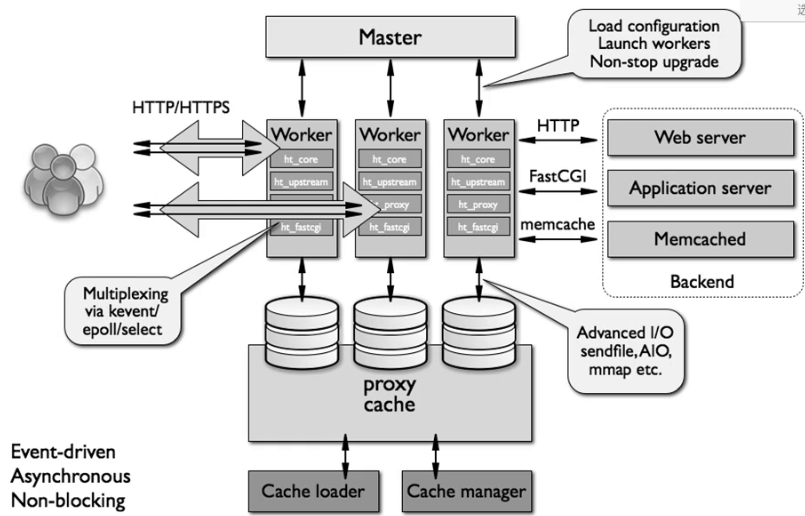 Master
Load configuration
Launch workers
Non-stop upgrade
HTTP/HTTPS
Worker
ht_core
ht_upstream
ht_fastcgi
Worker
ht_core
ht_upstream
ht_proxy
ht_fastcgi
Worker
ht_core
ht_upstream
ht_proxy
ht_fastcgi
HTTP
FastCGI
memcache
Web server
Application server
Memcached
Backend
Multiplexing
via kevent/
epoll/select
Advanced I/O
sendfile, AIO,
mmap etc.
proxy
cache
Event-driven
Asynchronous
Non-blocking
Cache loader
Cache manager